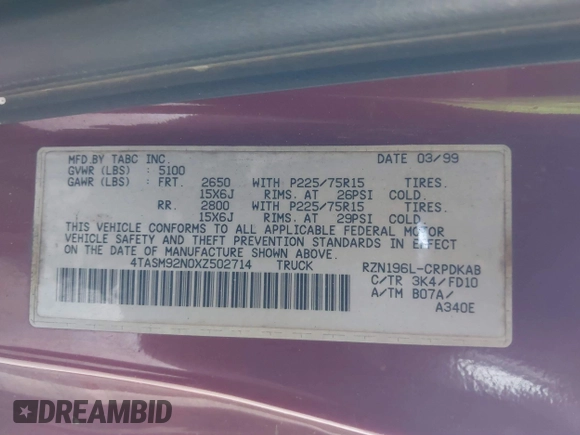 MFD.BY TABC INC. DATE 03/99
GVWR (LBS) : 5100
GAWR (LBS) : FRT. 2650 WITH P225/75R15 TIRES.
15X6J RIMS. AT 26PSI COLD.
RR. 2800 WITH P225/75R15 TIRES.
15X6J RIMS. AT 29PSI COLD.
THIS VEHICLE CONFORMS TO ALL APPLICABLE FEDERAL MOTOR
VEHICLE SAFETY AND THEFT PREVENTION STANDARDS IN EFFECT
ON THE DATE OF MANUFACTURE SHOWN ABOVE.
4TASM92N0XZ502714 TRUCK RZN196L-CRPDKAB
C/TR 3K4/FD10
A/TM B07A/
A340E
DREAMBID